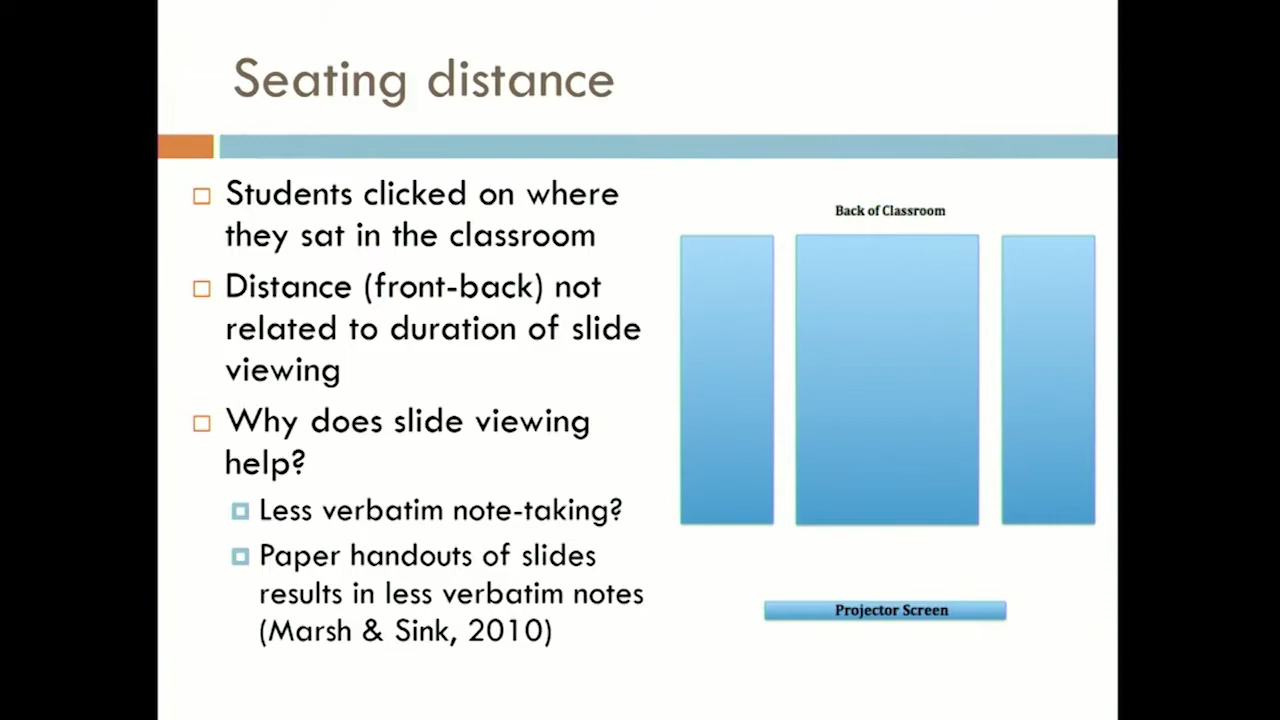 Seating distance
Students clicked on where
they sat in the classroom
Distance (front-back) not
related to duration of slide
viewing
Why does slide viewing
help?
Less verbatim note-taking?
Paper handouts of slides
results in less verbatim notes
(Marsh & Sink, 2010)
Back of Classroom
Projector Screen